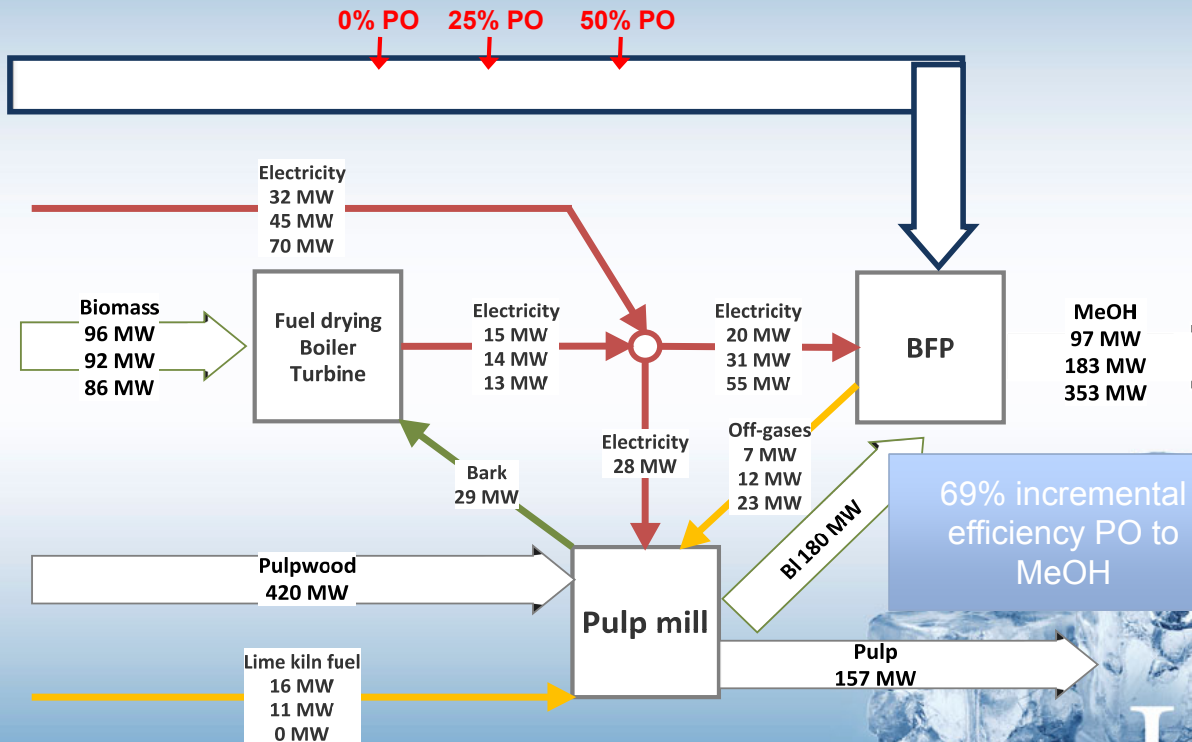 0% PO 25% PO 50% PO
Electricity
32 MW
45 MW
70 MW
Biomass
96 MW
92 MW
86 MW
Fuel drying
Boiler
Turbine
Electricity
15 MW
14 MW
13 MW
Electricity
20 MW
31 MW
55 MW
BFP
MeOH
97 MW
183 MW
353 MW
Bark
29 MW
Electricity
28 MW
Off-gases
7 MW
12 MW
23 MW
Bl 180 MW
69% incremental
efficiency PO to
MeOH
Pulpwood
420 MW
Pulp mill
Pulp
157 MW
Lime kiln fuel
16 MW
11 MW
0 MW